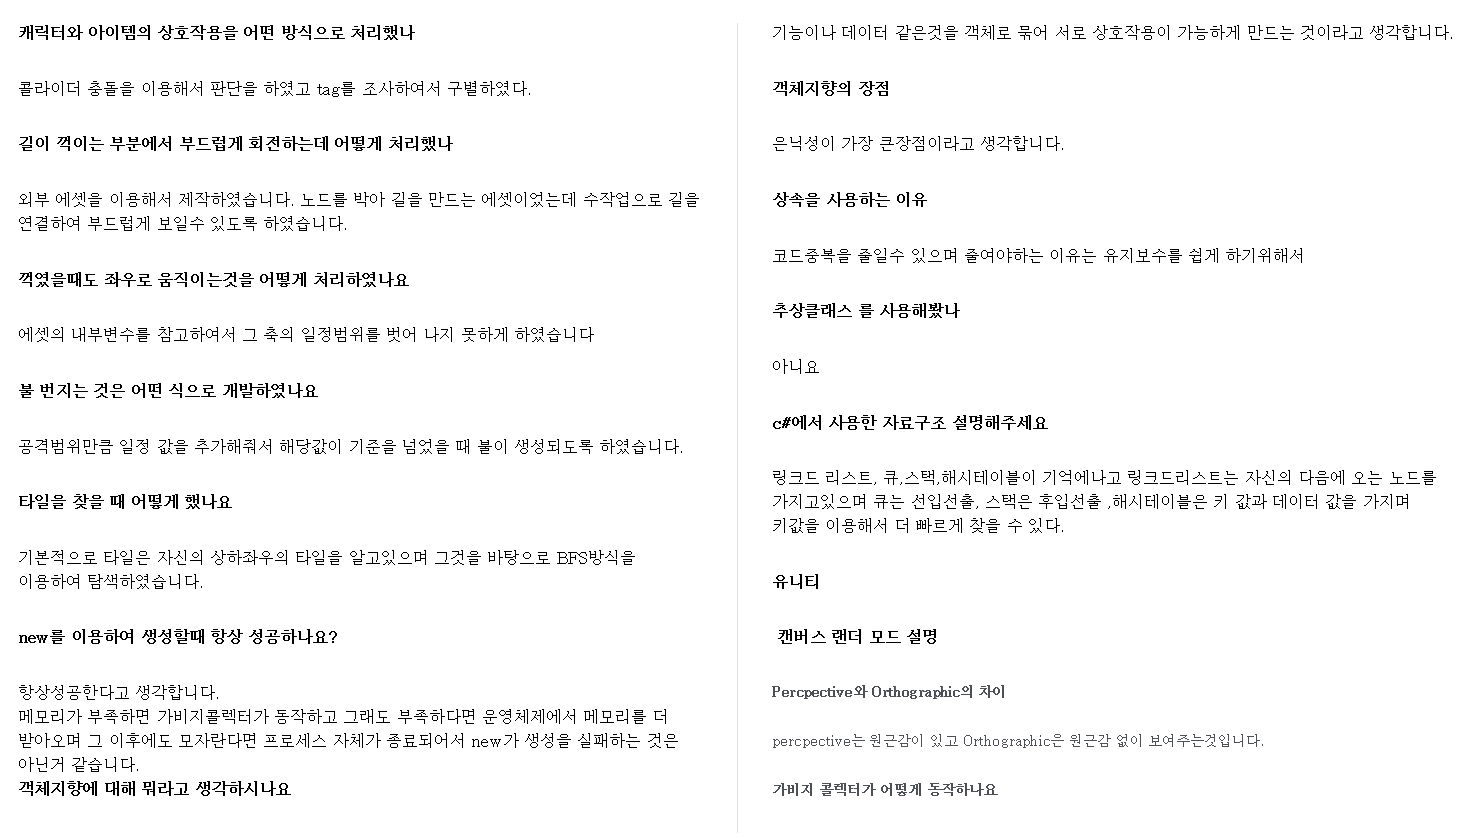 캐릭터와 아이템의 상호작용을 어떤 방식으로 처리했나
콜라이더 충돌을 이용해서 판단을 하였고 tag를 조사하여서 구별하였다.
길이 꺽이는 부분에서 부드럽게 회전하는데 어떻게 처리했나
외부 에셋을 이용해서 제작하였습니다. 노드를 박아 길을 만드는 에셋이었는데 수작업으로 길을
연결하여 부드럽게 보일수 있도록 하였습니다.
꺽였을때도 좌우로 움직이는것을 어떻게 처리하였나요
에셋의 내부변수를 참고하여서 그 축의 일정범위를 벗어 나지 못하게 하였습니다
불 번지는 것은 어떤 식으로 개발하였나요
공격범위만큼 일정 값을 추가해줘서 해당값이 기준을 넘었을 때 불이 생성되도록 하였습니다.
타일을 찾을 때 어떻게 했나요
기본적으로 타일은 자신의 상하좌우의 타일을 알고있으며 그것을 바탕으로 BFS방식을
이용하여 탐색하였습니다.
new를 이용하여 생성할때 항상 성공하나요?
항상성공한다고 생각합니다.
메모리가 부족하면 가비지콜렉터가 동작하고 그래도 부족하다면 운영체제에서 메모리를 더
받아오며 그 이후에도 모자란다면 프로세스 자체가 종료되어서 new가 생성을 실패하는 것은
아닌거 같습니다.
객체지향에 대해 뭐라고 생각하시나요
기능이나 데이터 같은것을 객체로 묶어 서로 상호작용이 가능하게 만드는 것이라고 생각합니다.
객체지향의 장점
은닉성이 가장 큰장점이라고 생각합니다.
상속을 사용하는 이유
코드중복을 줄일수 있으며 줄여야하는 이유는 유지보수를 쉽게 하기위해서
추상클래스 를 사용해봤나
아니요
c#에서 사용한 자료구조 설명해주세요
링크드 리스트, 큐,스택,해시테이블이 기억에나고 링크드리스트는 자신의 다음에 오는 노드를
가지고있으며 큐는 선입선출, 스택은 후입선출 ,해시테이블은 키 값과 데이터 값을 가지며
키값을 이용해서 더 빠르게 찾을 수 있다.
유니티
캔버스 랜더 모드 설명
Percpective와 Orthographic의 차이
percpective는 원근감이 있고 Orthographic은 원근감 없이 보여주는것입니다.
가비지 콜렉터가 어떻게 동작하나요